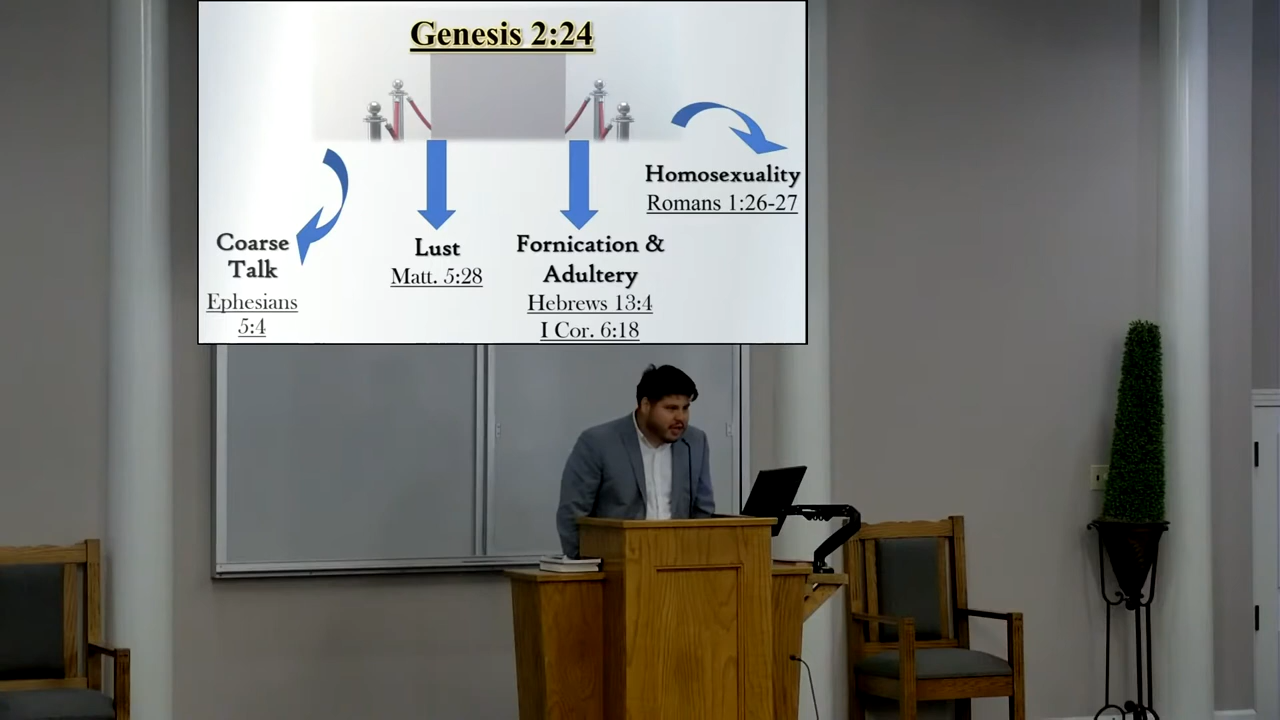 Genesis 2:24
Homosexuality
Romans 1:26-27
Coarse
Talk
Ephesians
5:4
Lust
Matt. 5:28
Fornication &
Adultery
Hebrews 13:4
I Cor. 6:18